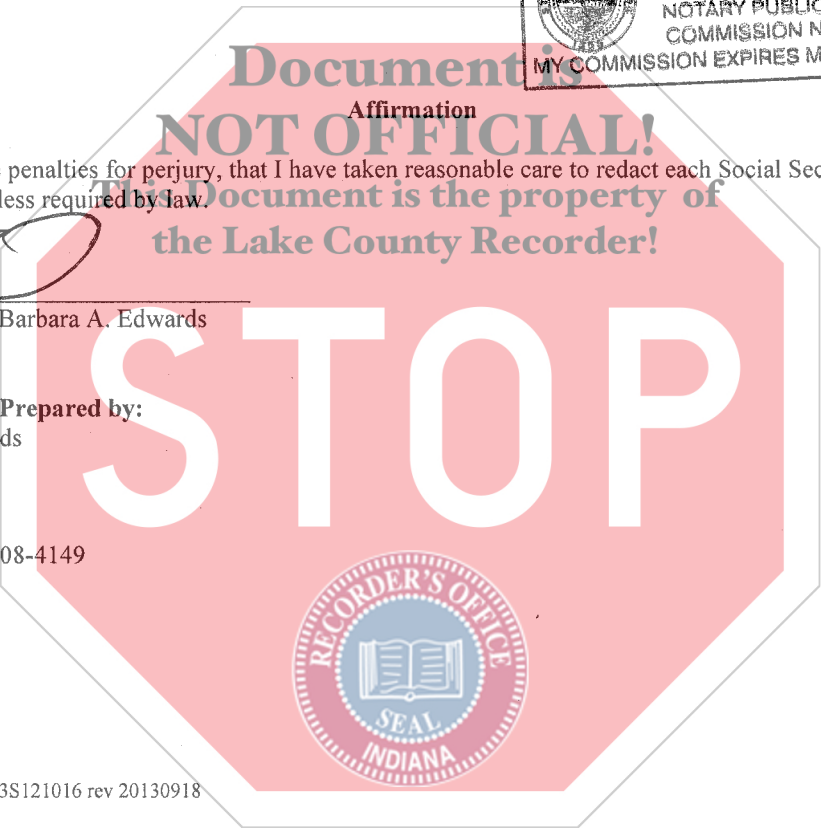 NOTARY PUBLIC
COMMISSION N
MY COMMISSION EXPIRES M
Document is
Affirmation
NOT OFFICIAL!
penalties for perjury, that I have taken reasonable care to redact each Social Sec
This Document is the property of
less required by law.
the Lake County Recorder!
Barbara A. Edwards
STOP
Prepared by:
ds
08-4149
RECORDER'S OFFICE
SEAL
INDIANA
3S121016 rev 20130918